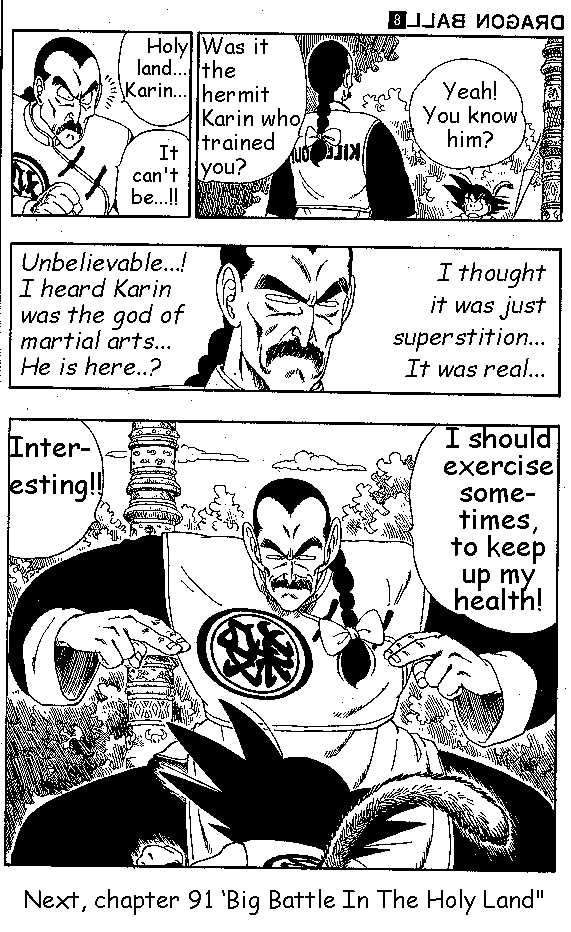 DRAGON BALL 8
Holy
land...
Karin...
It
can't
be...!!
Was it
the
hermit
Karin who
trained
you?
Yeah!
You know
him?
KILL YOU
Unbelievable...!
I heard Karin
was the god of
martial arts...
He is here..?
I thought
it was just
superstition...
It was real...
Inter-
esting!!
I should
exercise
some-
times,
to keep
up my
health!
Next, chapter 91 'Big Battle In The Holy Land"